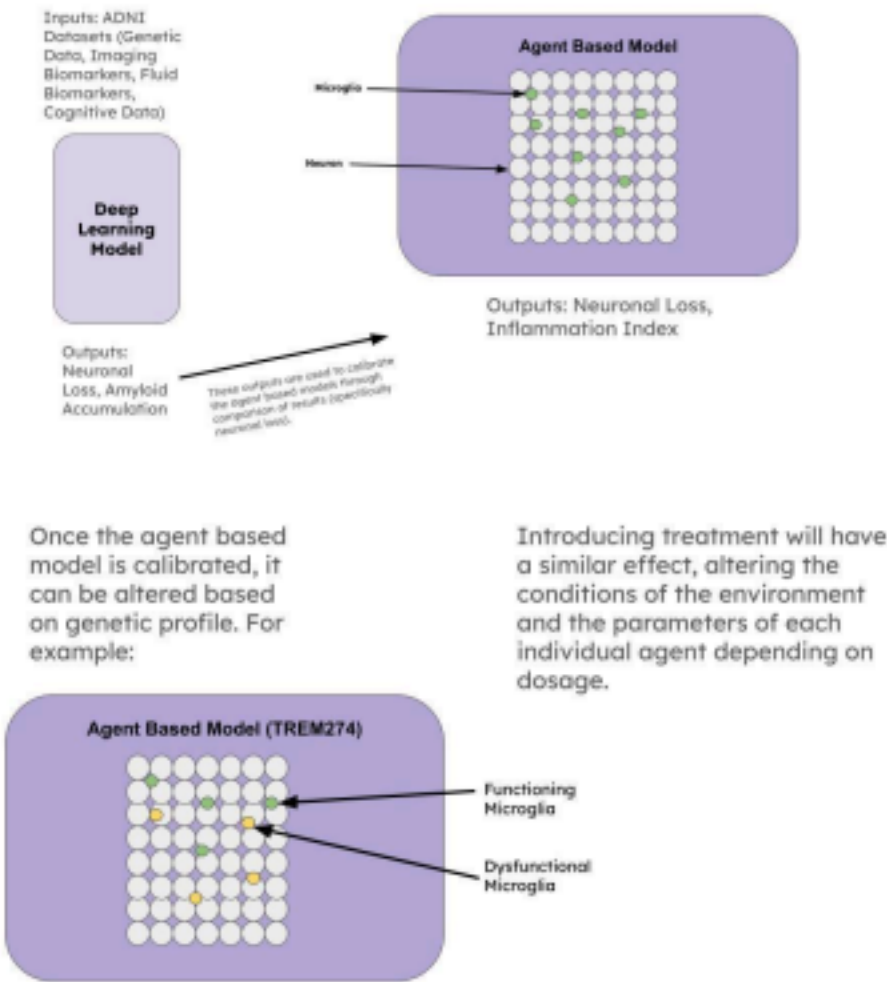 Inputs: ADNI
Datasets (Genetic
Data, Imaging
Biomarkers, Fluid
Biomarkers,
Cognitive Data)
Deep
Learning
Model
Outputs:
Neuronal
Loss, Amyloid
Accumulation
These outputs are used to calibrate
the agent based models through
comparison of results (specifically
neuronal loss).
Agent Based Model
Microglia
Neuron
Outputs: Neuronal Loss,
Inflammation Index
Once the agent based
model is calibrated, it
can be altered based
on genetic profile. For
example:
Introducing treatment will have
a similar effect, altering the
conditions of the environment
and the parameters of each
individual agent depending on
dosage.
Agent Based Model (TREM274)
Functioning
Microglia
Dysfunctional
Microglia